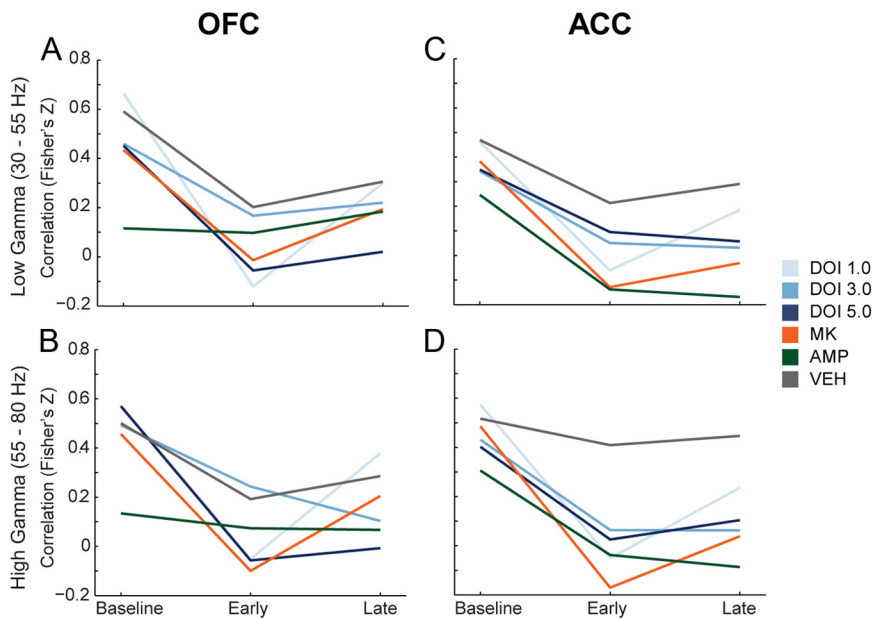 OFC
ACC
A
C
Low Gamma (30 - 55 Hz)
Correlation (Fisher's Z)
0.8
0.6
0.4
0.2
0
−0.2
B
D
High Gamma (55 - 80 Hz)
Correlation (Fisher's Z)
0.8
0.6
0.4
0.2
0
−0.2
Baseline
Early
Late
Baseline
Early
Late
DOI 1.0
DOI 3.0
DOI 5.0
MK
AMP
VEH